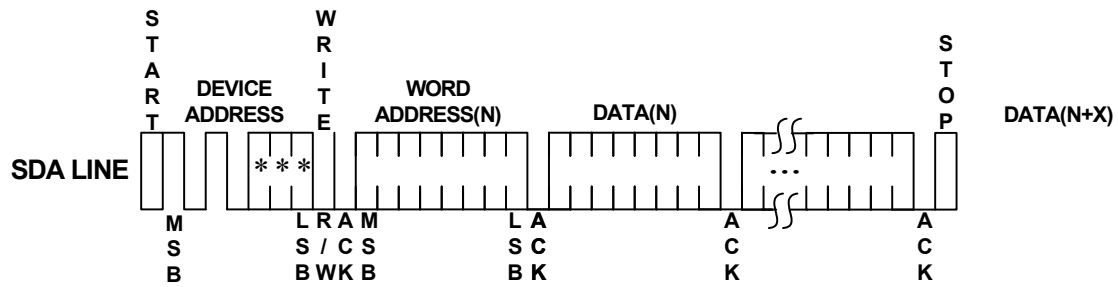 START
WRITE
STOP
DEVICE
ADDRESS
WORD
ADDRESS(N)
DATA(N)
DATA(N+X)
SDA LINE
* * *
...
MSB
LSB
R/W
ACK
MSB
LSB
ACK
ACK
ACK